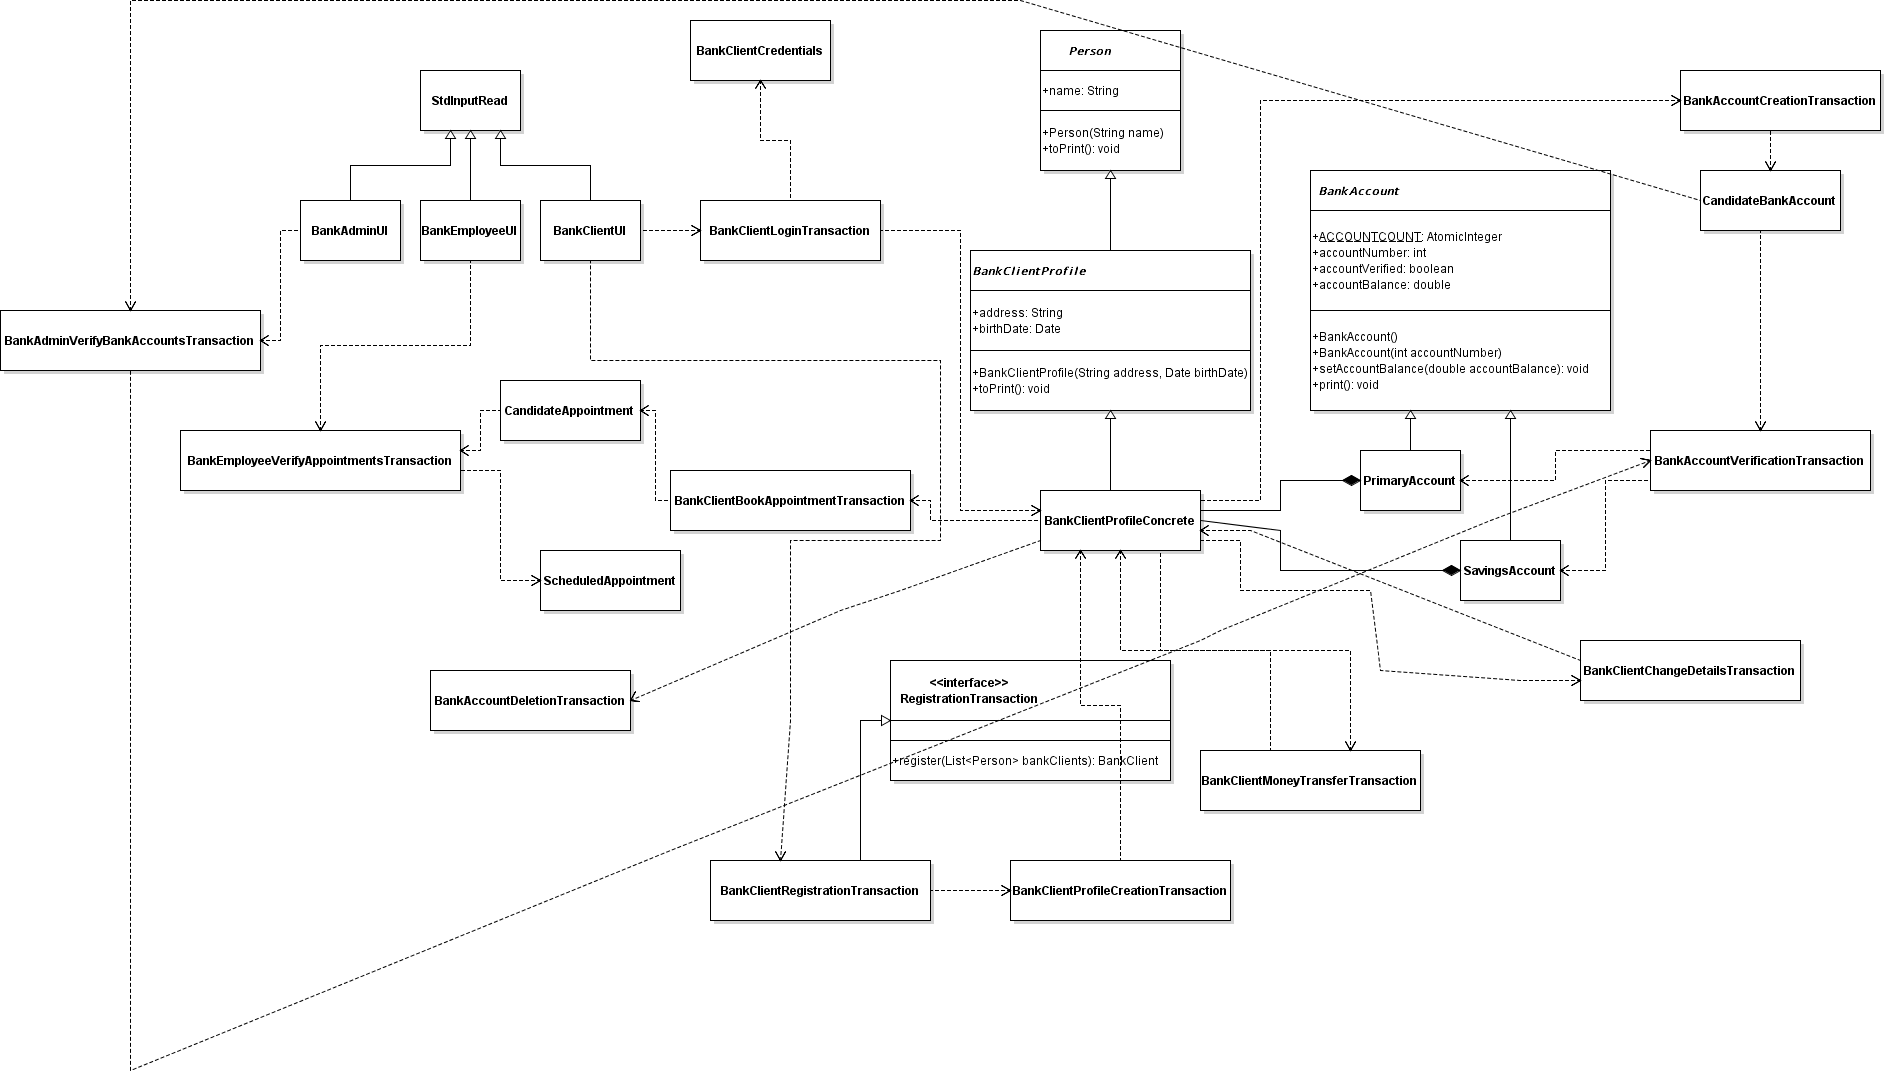 BankClientCredentials
Person
+name: String
+Person(String name)
+toPrint(): void
StdInputRead
BankAccountCreationTransaction
BankAccount
+ACCOUNTCOUNT: AtomicInteger
+accountNumber: int
+accountVerified: boolean
+accountBalance: double
+BankAccount()
+BankAccount(int accountNumber)
+setAccountBalance(double accountBalance): void
+print(): void
CandidateBankAccount
BankAdminUI
BankEmployeeUI
BankClientUI
BankClientLoginTransaction
BankClientProfile
+address: String
+birthDate: Date
+BankClientProfile(String address, Date birthDate)
+toPrint(): void
BankAdminVerifyBankAccountsTransaction
CandidateAppointment
BankEmployeeVerifyAppointmentsTransaction
BankAccountVerificationTransaction
PrimaryAccount
BankClientBookAppointmentTransaction
BankClientProfileConcrete
ScheduledAppointment
SavingsAccount
BankClientChangeDetailsTransaction
BankAccountDeletionTransaction
<<interface>>
RegistrationTransaction
+register(List<Person> bankClients): BankClient
BankClientMoneyTransferTransaction
BankClientRegistrationTransaction
BankClientProfileCreationTransaction